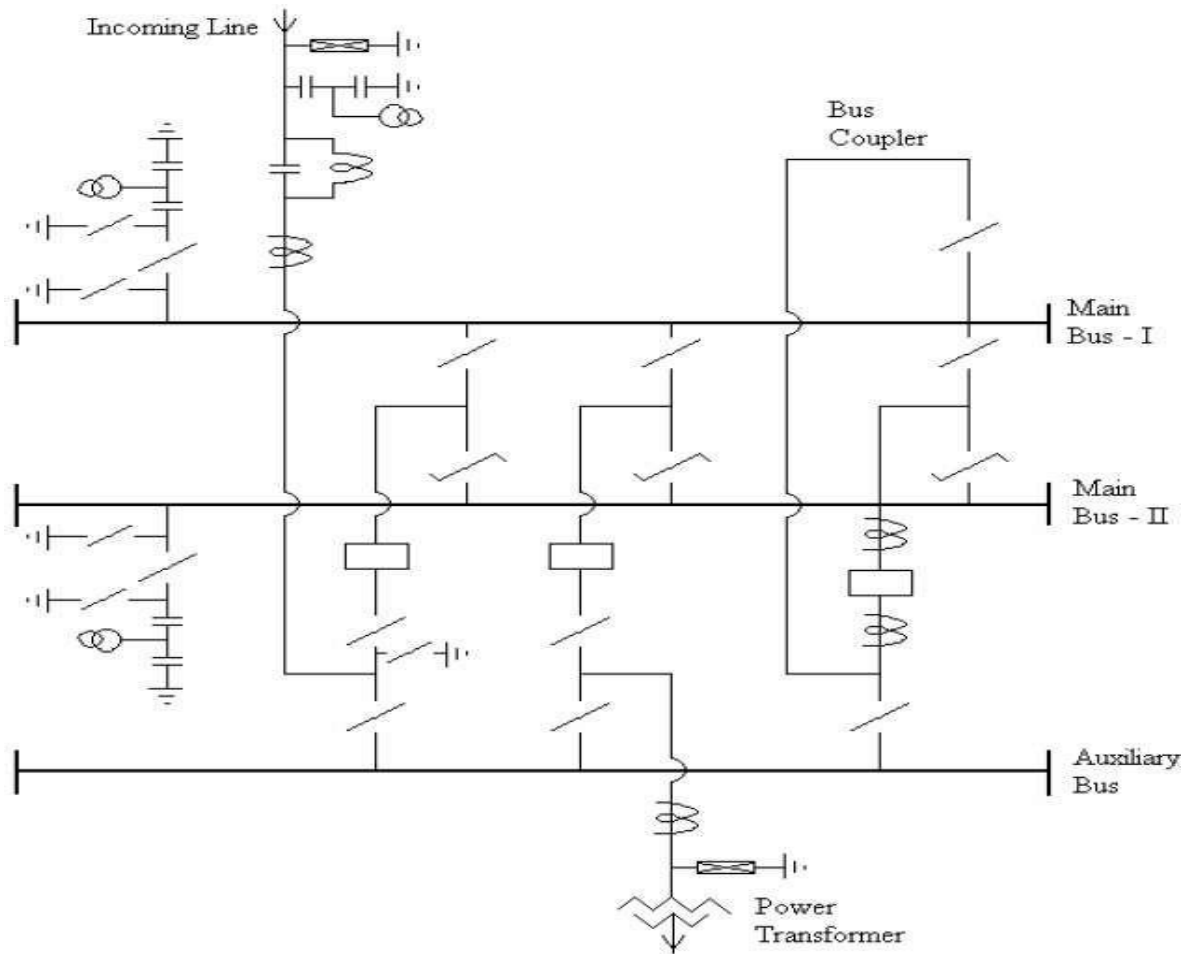 Incoming Line
Bus
Coupler
Main
Bus - I
Main
Bus - II
Auxiliary
Bus
Power
Transformer